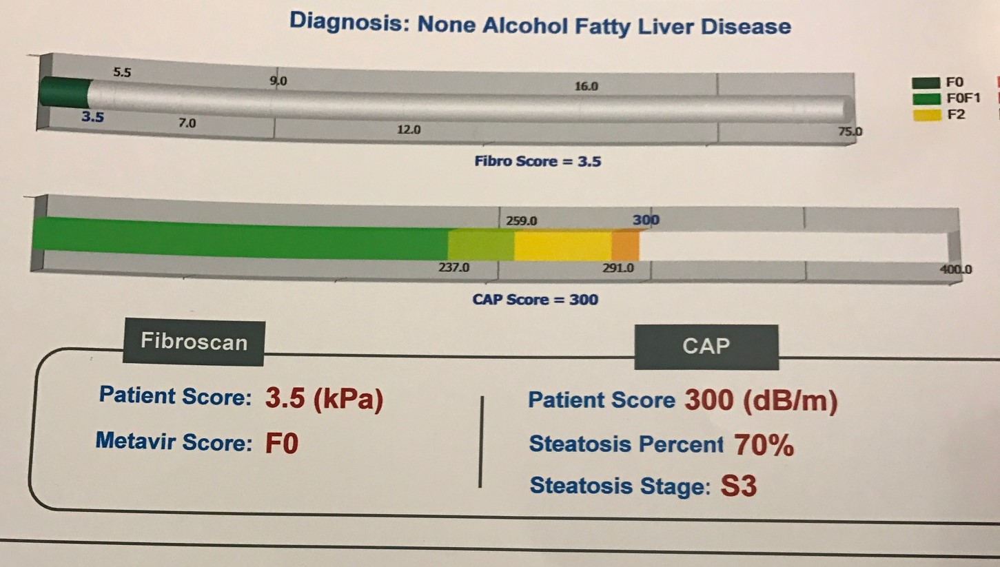 Diagnosis: None Alcohol Fatty Liver Disease
5.5
9.0
16.0
3.5
7.0
12.0
75.0
F0
F0F1
F2
Fibro Score = 3.5
259.0
300
237.0
291.0
400.0
CAP Score = 300
Fibroscan
Patient Score: 3.5 (kPa)
Metavir Score: F0
CAP
Patient Score 300 (dB/m)
Steatosis Percent 70%
Steatosis Stage: S3